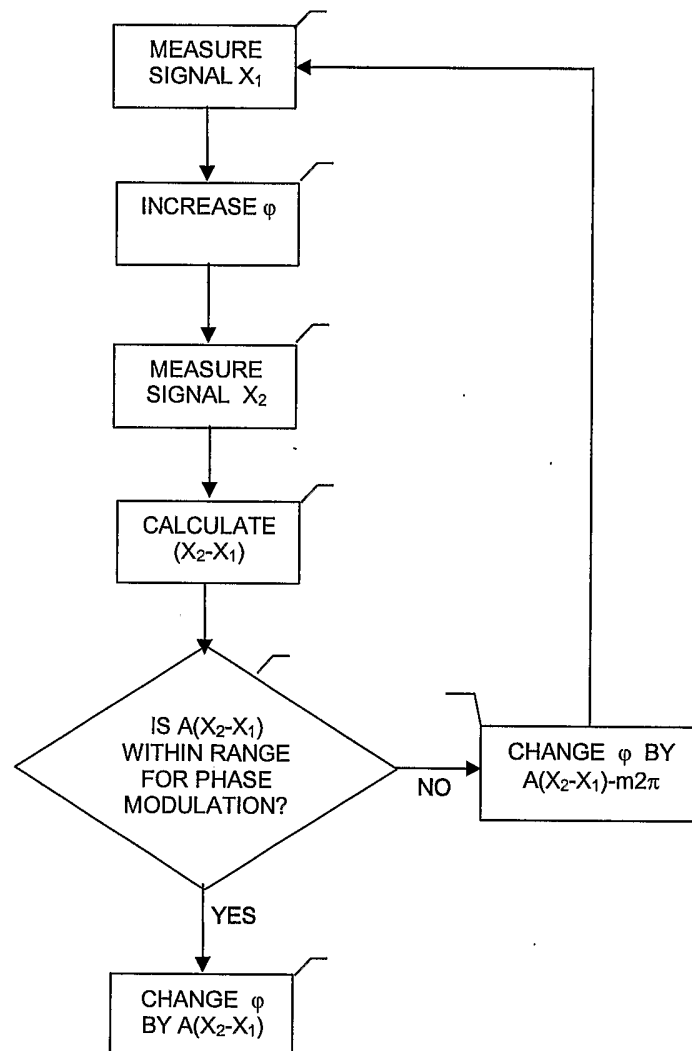 MEASURE
SIGNAL X₁
INCREASE φ
MEASURE
SIGNAL X₂
CALCULATE
(X₂-X₁)
IS A(X₂-X₁)
WITHIN RANGE
FOR PHASE
MODULATION?
NO
CHANGE φ BY
A(X₂-X₁)-m2π
YES
CHANGE φ
BY A(X₂-X₁)